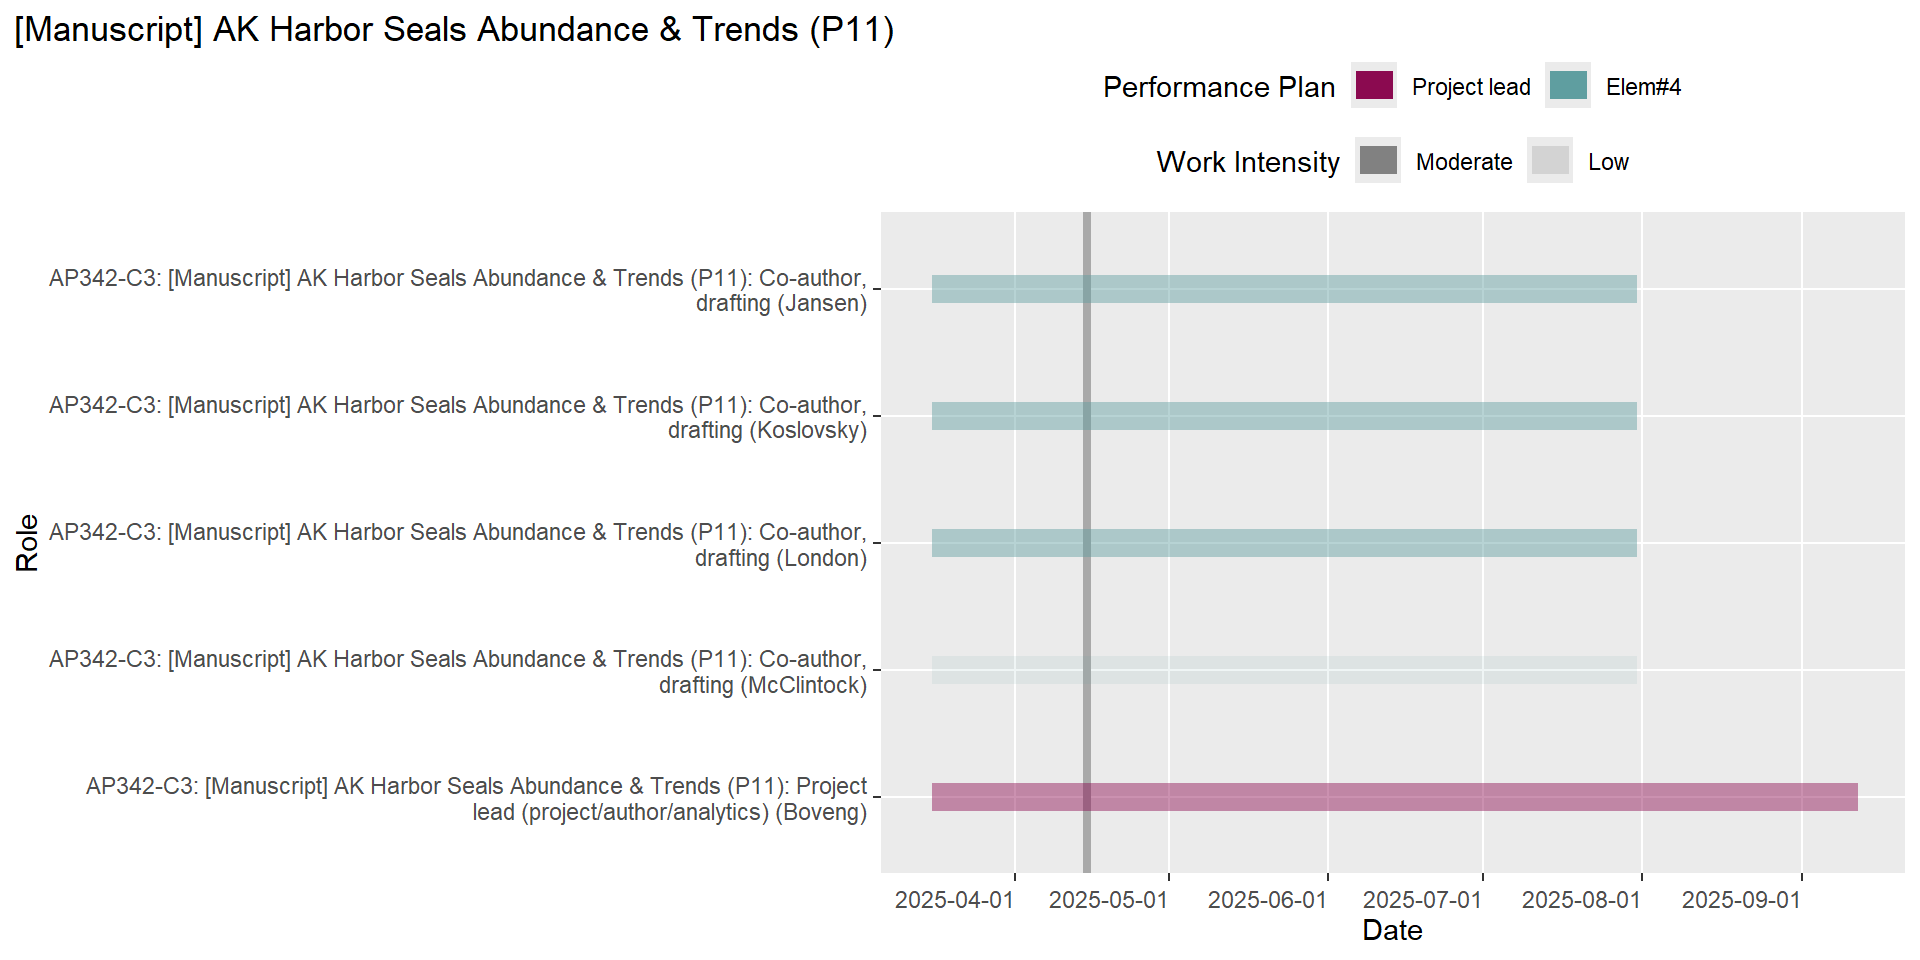 [Manuscript] AK Harbor Seals Abundance & Trends (P11)
Performance Plan Project lead Elem#4
Work Intensity Moderate Low
AP342-C3: [Manuscript] AK Harbor Seals Abundance & Trends (P11): Co-author,
drafting (Jansen)
AP342-C3: [Manuscript] AK Harbor Seals Abundance & Trends (P11): Co-author,
drafting (Koslovsky)
Role
AP342-C3: [Manuscript] AK Harbor Seals Abundance & Trends (P11): Co-author,
drafting (London)
AP342-C3: [Manuscript] AK Harbor Seals Abundance & Trends (P11): Co-author,
drafting (McClintock)
AP342-C3: [Manuscript] AK Harbor Seals Abundance & Trends (P11): Project
lead (project/author/analytics) (Boveng)
2025-04-01 2025-05-01 2025-06-01 2025-07-01 2025-08-01 2025-09-01
Date